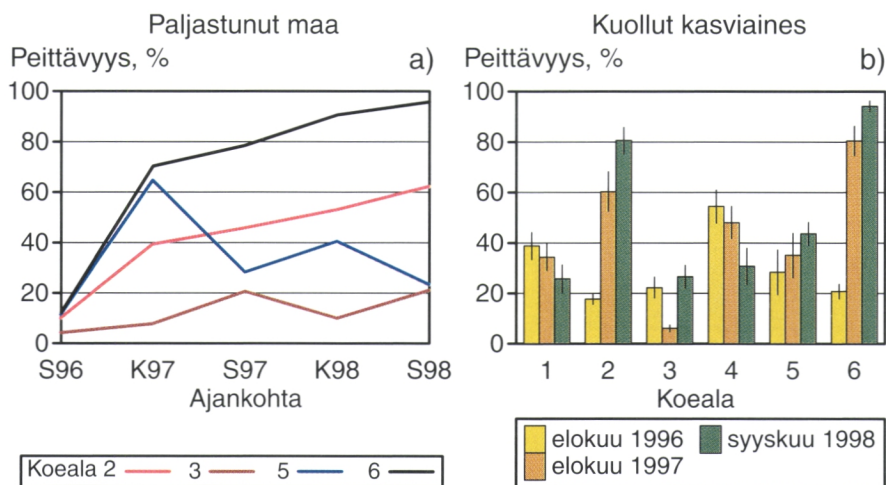 Paljastunut maa
Peittävyys, %
a)
100
80
60
40
20
0
S96 K97 S97 K98 S98
Ajankohta
Koeala 2 3 5 6
Kuollut kasviaines
Peittävyys, %
b)
100
80
60
40
20
0
1 2 3 4 5 6
Koeala
elokuu 1996 syyskuu 1998
elokuu 1997